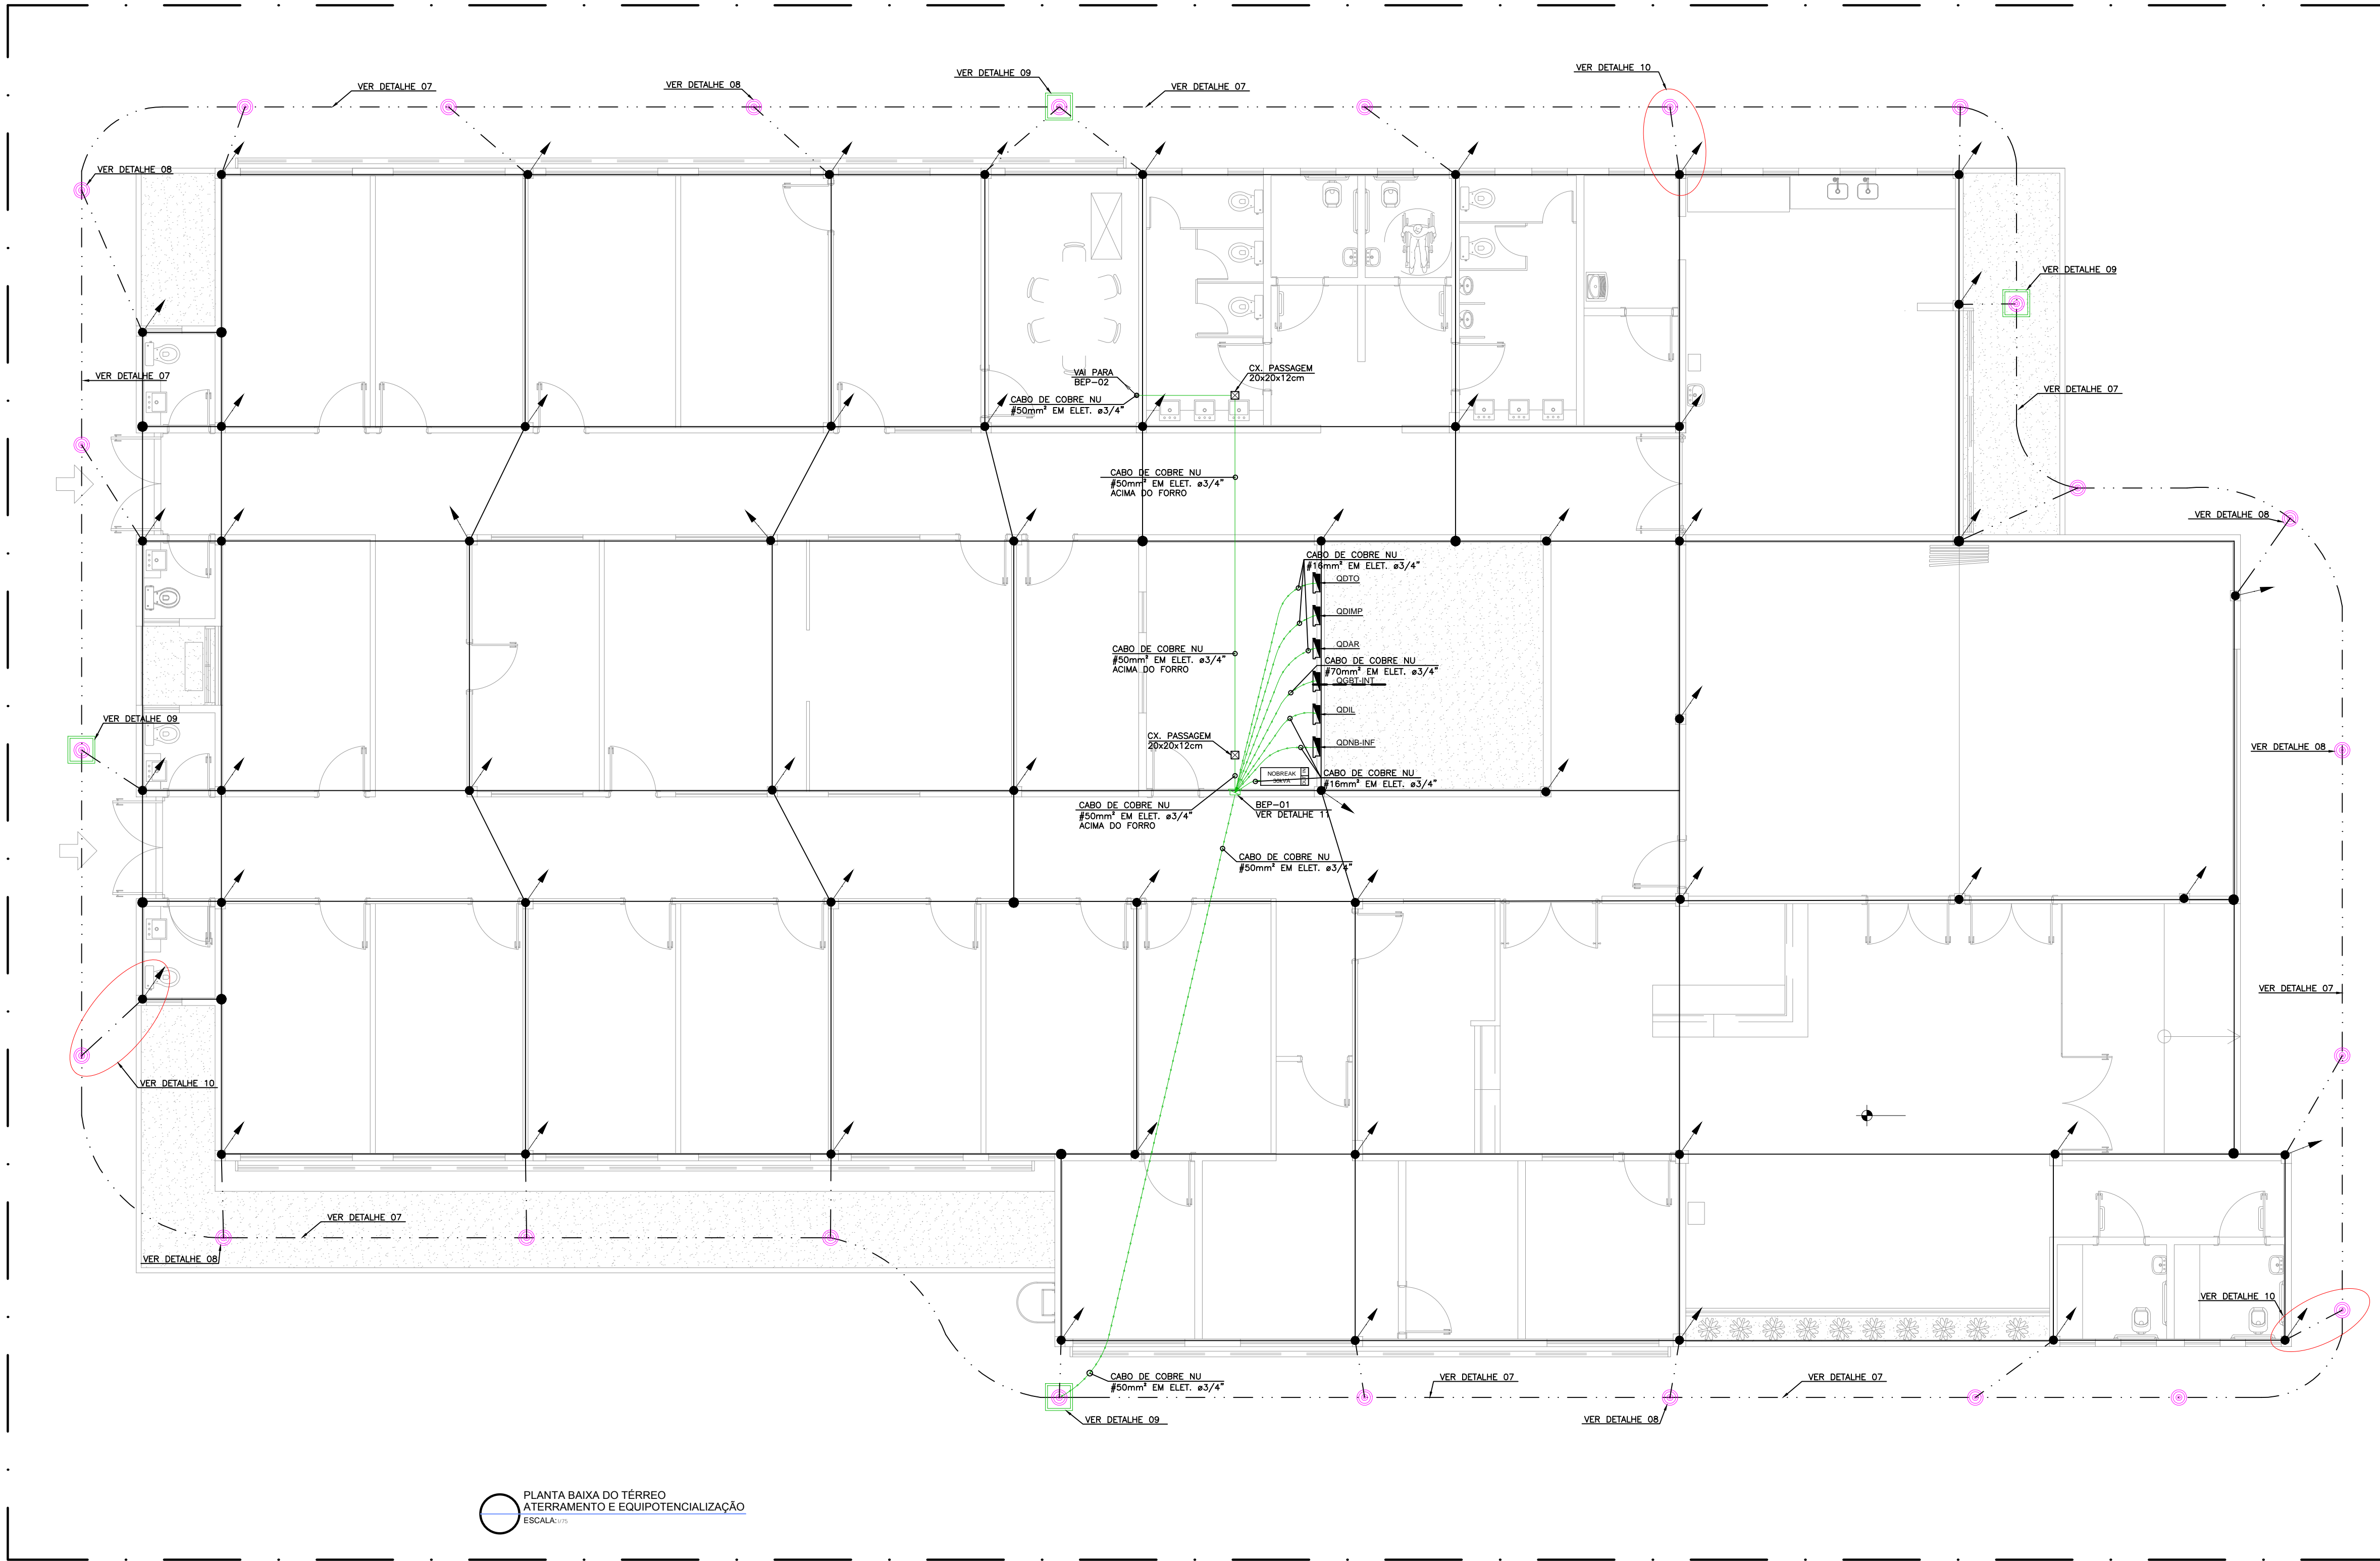 VER DETALHE 10
VER DETALHE 09
VER DETALHE 07
VER DETALHE 08
VER DETALHE 07
VER DETALHE 08
VER DETALHE 09
VER DETALHE 07
VAI PARA
BEP-02
CX. PASSAGEM
20x20x12cm
VER DETALHE 07
CABO DE COBRE NU
#50mm² EM ELET. ø3/4"
CABO DE COBRE NU
#50mm² EM ELET. ø3/4"
ACIMA DO FORRO
VER DETALHE 08
CABO DE COBRE NU
#16mm² EM ELET. ø3/4"
QDTO
QDIMP
QDAR
CABO DE COBRE NU
#50mm² EM ELET. ø3/4"
ACIMA DO FORRO
CABO DE COBRE NU
#70mm² EM ELET. ø3/4"
QGBT-INT
QDIL
VER DETALHE 09
CX. PASSAGEM
20x20x12cm
QDNB-INF
VER DETALHE 08
NOBREAK
30kVA
CABO DE COBRE NU
#16mm² EM ELET. ø3/4"
CABO DE COBRE NU
#50mm² EM ELET. ø3/4"
ACIMA DO FORRO
BEP-01
VER DETALHE 11
CABO DE COBRE NU
#50mm² EM ELET. ø3/4"
VER DETALHE 07
VER DETALHE 10
VER DETALHE 07
VER DETALHE 08
VER DETALHE 10
CABO DE COBRE NU
#50mm² EM ELET. ø3/4"
VER DETALHE 07
VER DETALHE 07
VER DETALHE 09
VER DETALHE 08
PLANTA BAIXA DO TÉRREO
ATERRAMENTO E EQUIPOTENCIALIZAÇÃO
ESCALA:1/75